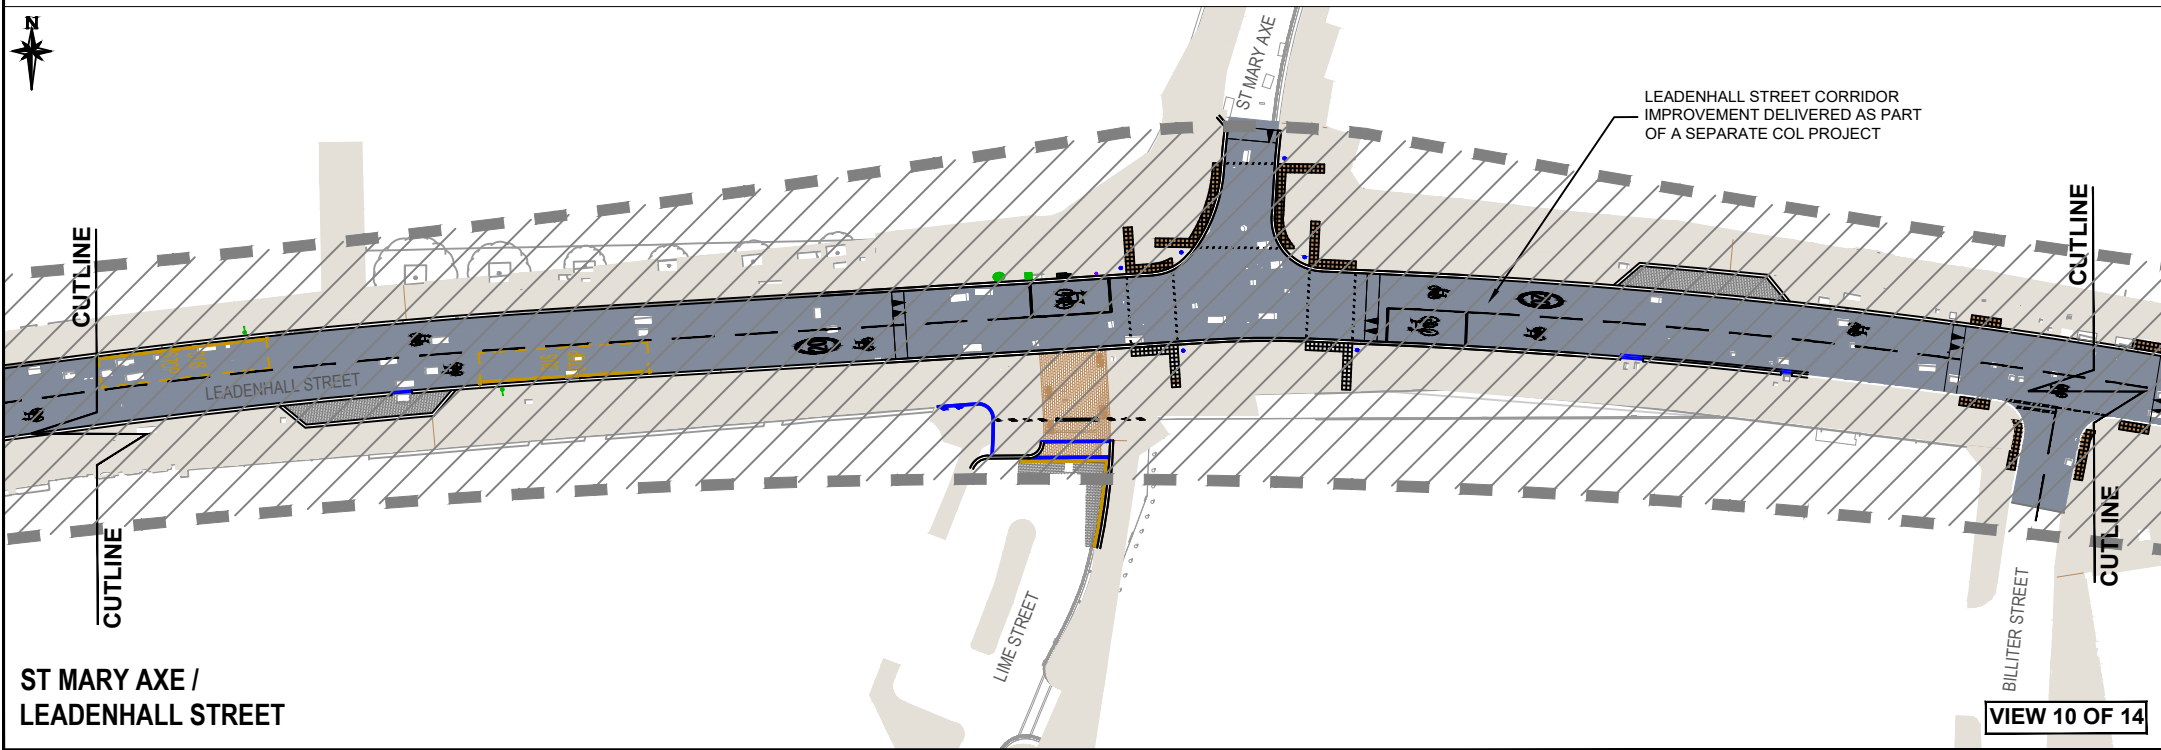 N
ST MARY AXE
LEADENHALL STREET CORRIDOR
IMPROVEMENT DELIVERED AS PART
OF A SEPARATE COL PROJECT
CUTLINE
CUTLINE
LEADENHALL STREET
CUTLINE
CUTLINE
LIME STREET
BILLITER STREET
ST MARY AXE /
LEADENHALL STREET
VIEW 10 OF 14